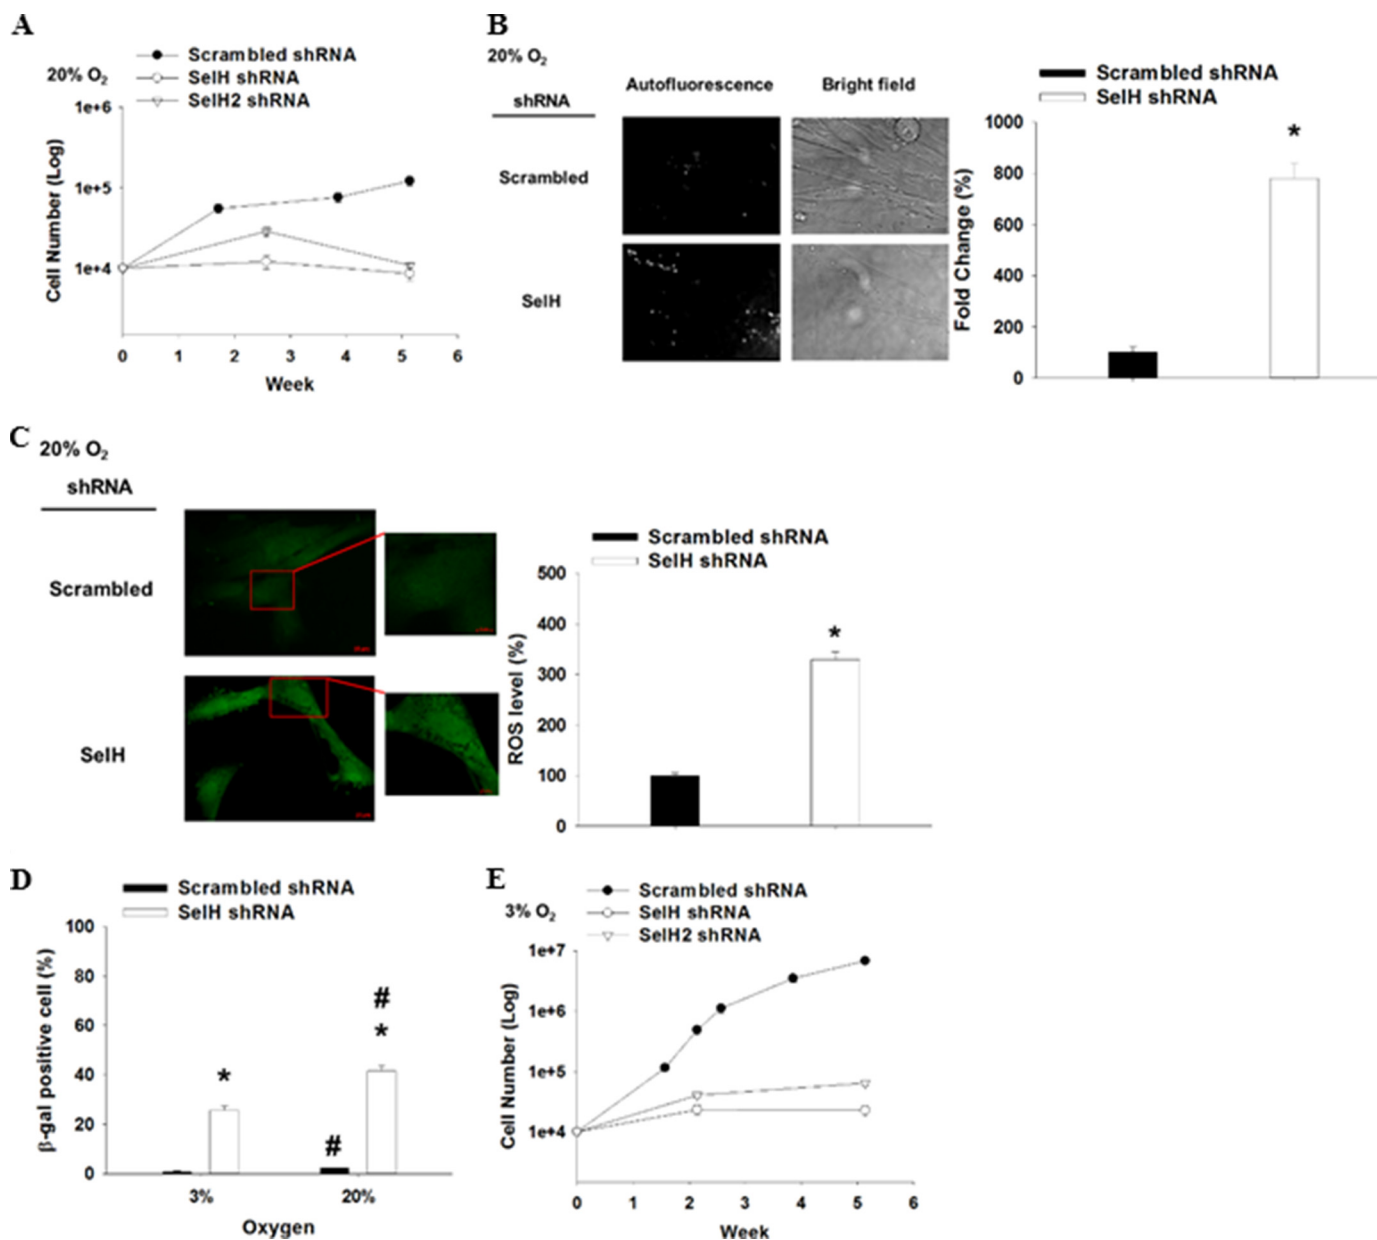 A
20% O2
Scrambled shRNA
SelH shRNA
SelH2 shRNA
1e+6
1e+5
1e+4
Cell Number (Log)
0 1 2 3 4 5 6
Week
B
20% O2
shRNA
Autofluorescence
Bright field
Scrambled
SelH
Scrambled shRNA
SelH shRNA
1000
800
600
400
200
0
Fold Change (%)
*
C
20% O2
shRNA
Scrambled
SelH
Scrambled shRNA
SelH shRNA
500
400
300
200
100
0
ROS level (%)
*
D
Scrambled shRNA
SelH shRNA
100
80
60
40
20
0
β-gal positive cell (%)
*
#
#
*
3% 20%
Oxygen
E
3% O2
Scrambled shRNA
SelH shRNA
SelH2 shRNA
1e+7
1e+6
1e+5
1e+4
Cell Number (Log)
0 1 2 3 4 5 6
Week